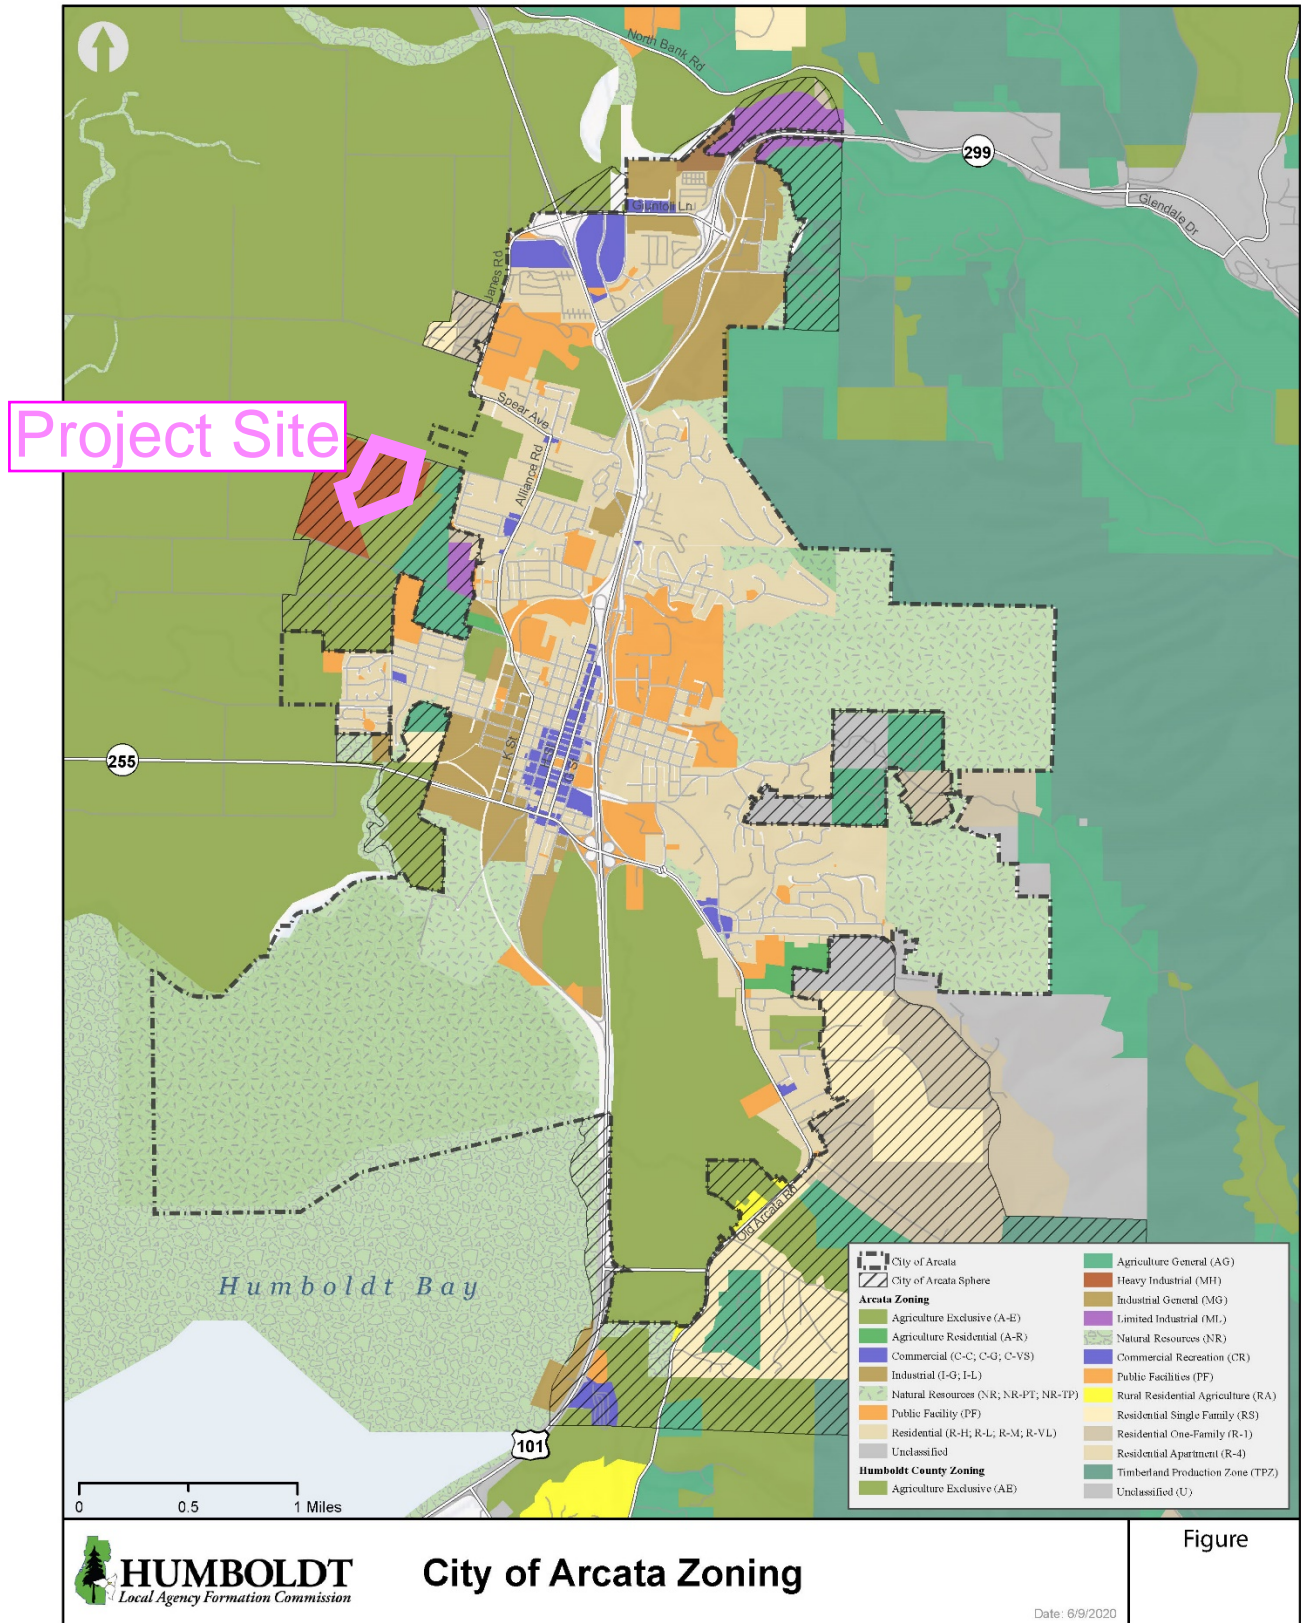 North Bank Rd
299
Glendale Dr
Giuntoli Ln
Janes Rd
Project Site
Spear Ave
Alliance Rd
255
K St
H St
G St
Old Arcata Rd
Humboldt Bay
101
City of Arcata
City of Arcata Sphere
Arcata Zoning
Agriculture Exclusive (A-E)
Agriculture Residential (A-R)
Commercial (C-C; C-G; C-VS)
Industrial (I-G; I-L)
Natural Resources (NR; NR-PT; NR-TP)
Public Facility (PF)
Residential (R-H; R-L; R-M; R-VL)
Unclassified
Humboldt County Zoning
Agriculture Exclusive (AE)
Agriculture General (AG)
Heavy Industrial (MH)
Industrial General (MG)
Limited Industrial (ML)
Natural Resources (NR)
Commercial Recreation (CR)
Public Facilities (PF)
Rural Residential Agriculture (RA)
Residential Single Family (RS)
Residential One-Family (R-1)
Residential Apartment (R-4)
Timberland Production Zone (TPZ)
Unclassified (U)
0 0.5 1 Miles
HUMBOLDT
Local Agency Formation Commission
City of Arcata Zoning
Date: 6/9/2020
Figure